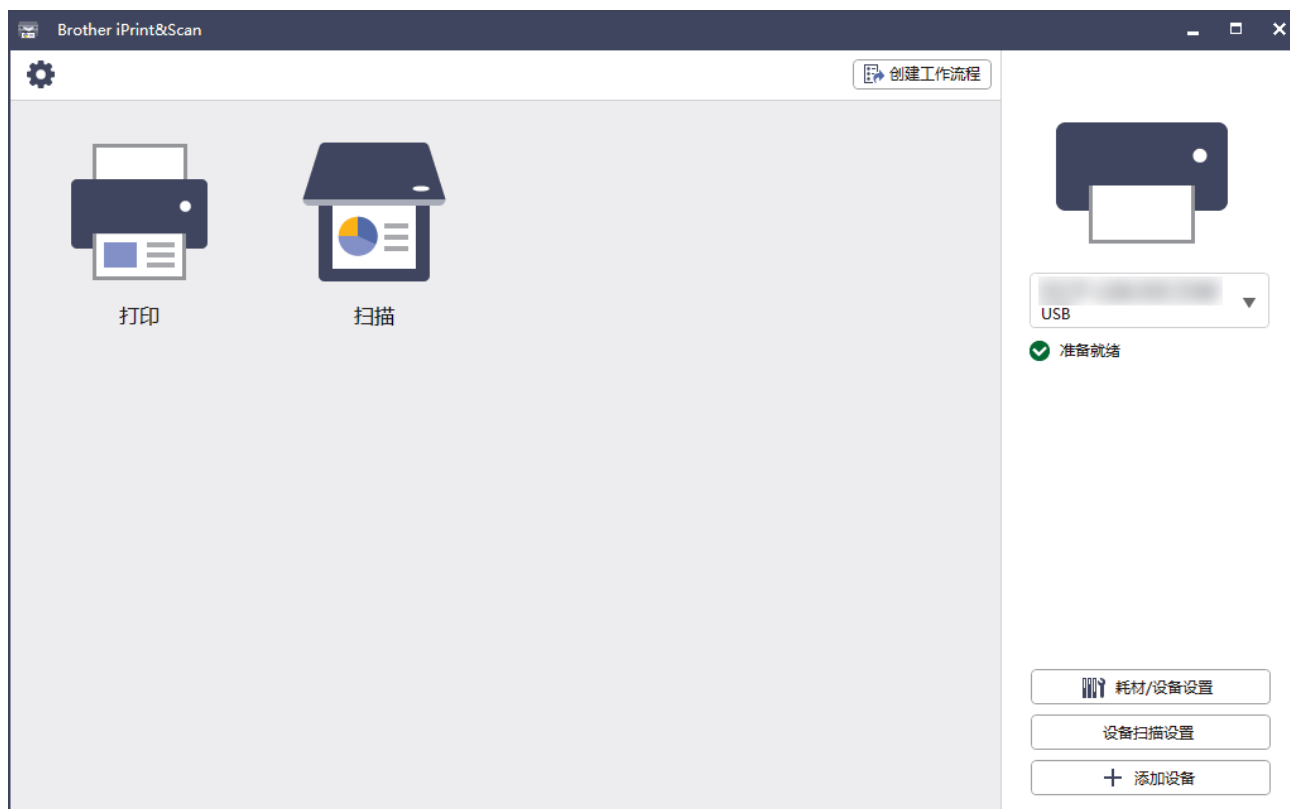 Brother iPrint&Scan
创建工作流程
打印
扫描
USB
准备就绪
耗材/设备设置
设备扫描设置
添加设备